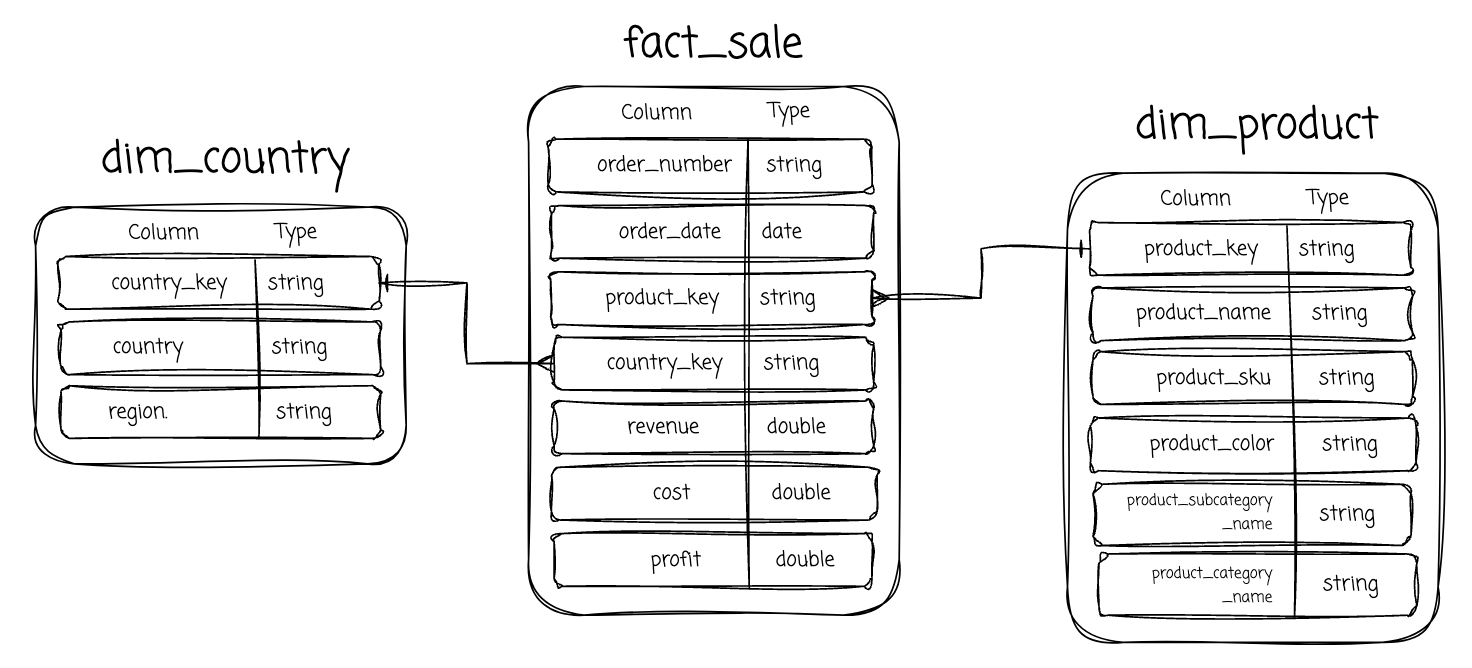 fact_sale
Column Type
order_number string
order_date date
product_key string
country_key string
revenue double
cost double
profit double
dim_country
Column Type
country_key string
country string
region. string
dim_product
Column Type
product_key string
product_name string
product_sku string
product_color string
product_subcategory
_name string
product_category
_name string